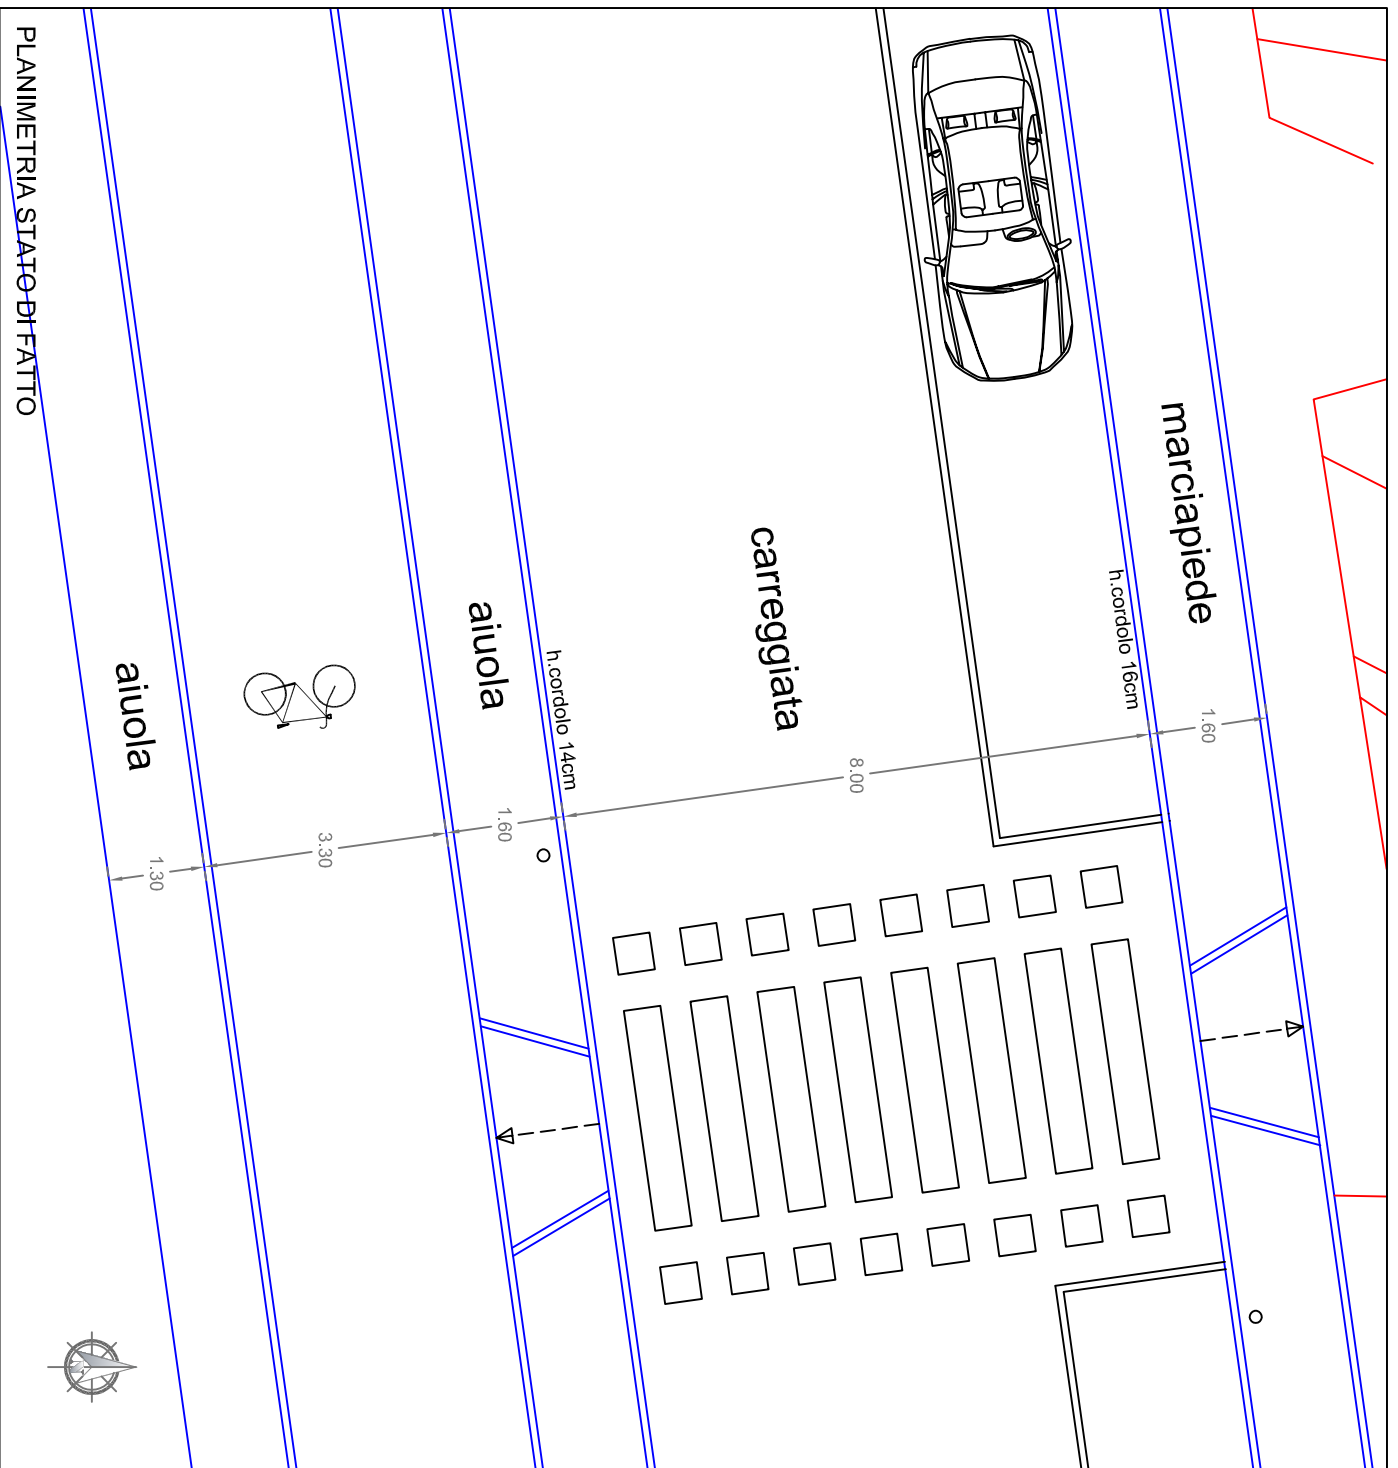 marciapiede
h.cordolo 16cm
1.60
carreggiata
8.00
h.cordolo 14cm
aiuola
1.60
3.30
aiuola
1.30
PLANIMETRIA STATO DI FATTO